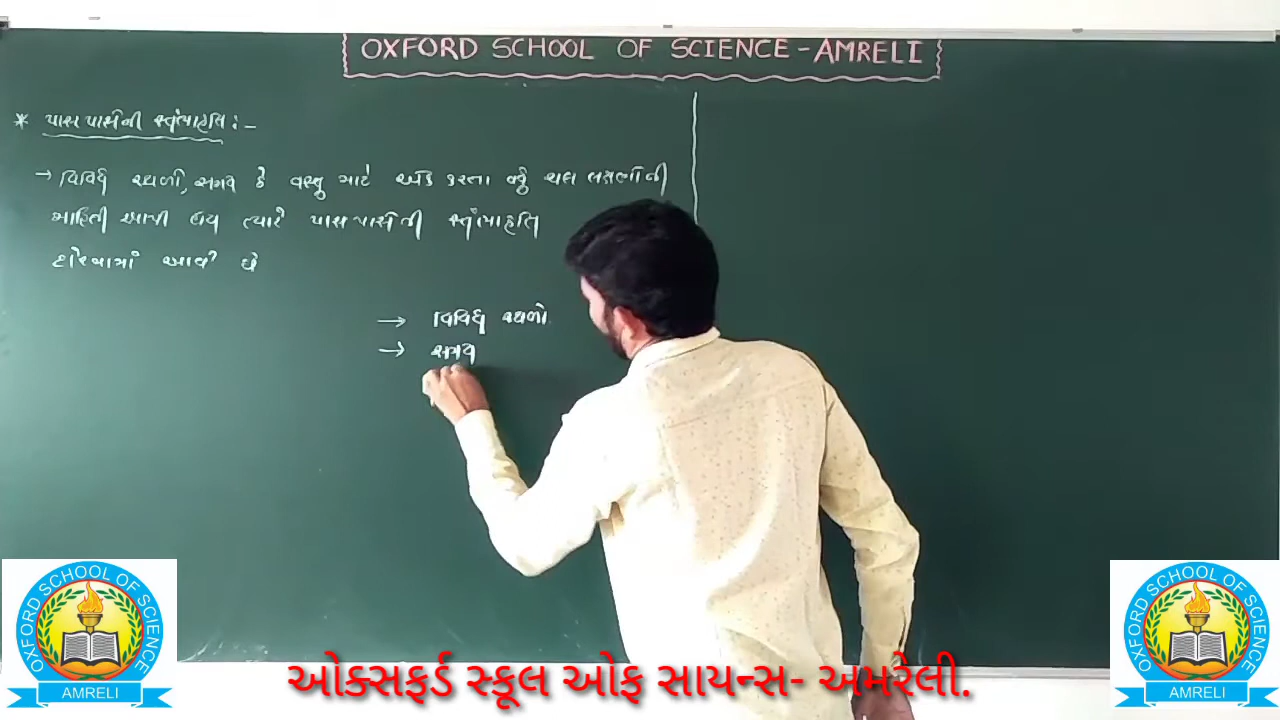 OXFORD SCHOOL OF SCIENCE - AMRELI
* પાસ પાસેની સ્તંભાકૃતિ :-
→ વિવિધ સ્થળો, સમય કે વસ્તુ માટે એક કરતા વધુ ચલ લક્ષણોની
માહિતી આપી હોય ત્યારે પાસપાસેની સ્તંભાકૃતિ
દોરવામાં આવે છે
→ વિવિધ સ્થળો
→ સમય
OXFORD SCHOOL OF SCIENCE
AMRELI
OXFORD SCHOOL OF SCIENCE
AMRELI
ઓક્સફર્ડ સ્કૂલ ઓફ સાયન્સ- અમરેલી.